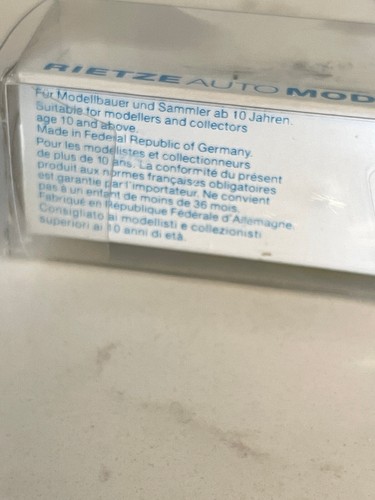 RIETZE AUTO MOD
Für Modellbauer und Sammler ab 10 Jahren.
Suitable for modellers and collectors
age 10 and above.
Made in Federal Republic of Germany.
Pour les modélistes et collectionneurs
de plus de 10 ans. La conformité du présent
produit aux normes françaises obligatoires
est garantie par l'importateur. Ne convient
pas à un enfant de moins de 36 mois.
Fabriqué en République Fédérale d'Allemagne.
Consigliato ai modellisti e collezionisti
superiori ai 10 anni di età.